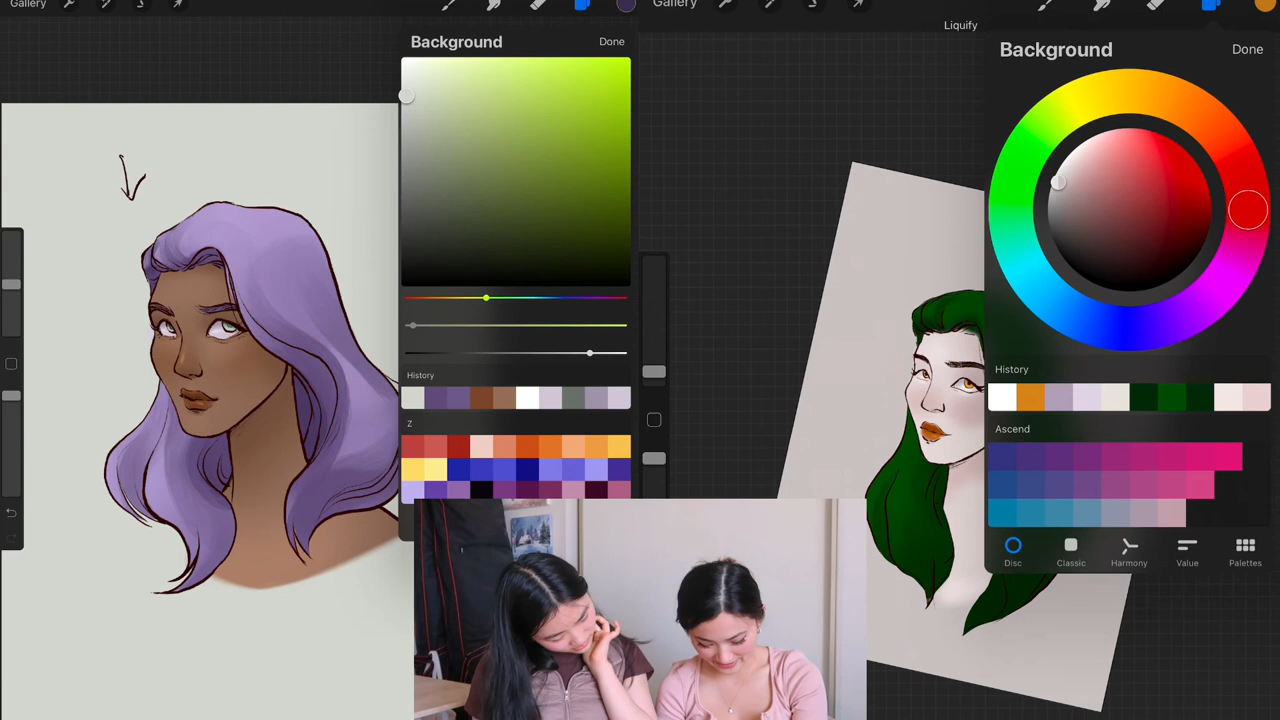 Gallery
Background
Done
History
Z
Gallery
Liquify
Background
Done
History
Ascend
Disc
Classic
Harmony
Value
Palettes